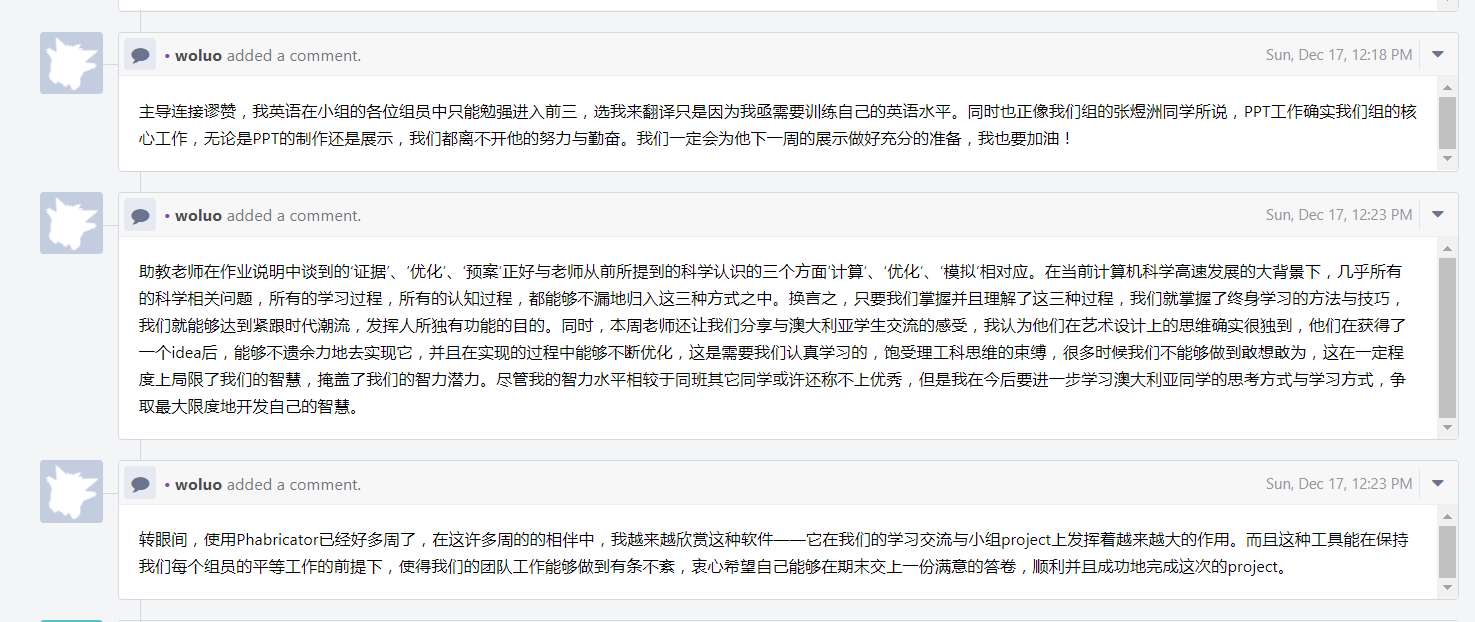 woluo added a comment.
Sun, Dec 17, 12:18 PM
主导连接谬赞，我英语在小组的各位组员中只能勉强进入前三，选我来翻译只是因为我亟需要训练自己的英语水平。同时也正像我们组的张煜洲同学所说，PPT工作确实我们组的核
心工作，无论是PPT的制作还是展示，我们都离不开他的努力与勤奋。我们一定会为他下一周的展示做好充分的准备，我也要加油！
woluo added a comment.
Sun, Dec 17, 12:23 PM
助教老师在作业说明中谈到的‘证据’、‘优化’、‘预案’正好与老师从前所提到的科学认识的三个方面‘计算’、‘优化’、‘模拟’相对应。在当前计算机科学高速发展的大背景下，几乎所有
的科学相关问题，所有的学习过程，所有的认知过程，都能够不漏地归入这三种方式之中。换言之，只要我们掌握并且理解了这三种过程，我们就掌握了终身学习的方法与技巧，
我们就能够达到紧跟时代潮流，发挥人所独有功能的目的。同时，本周老师还让我们分享与澳大利亚学生交流的感受，我认为他们在艺术设计上的思维确实很独到，他们在获得了
一个idea后，能够不遗余力地去实现它，并且在实现的过程中能够不断优化，这是需要我们认真学习的，饱受理工科思维的束缚，很多时候我们不能够做到敢想敢为，这在一定程
度上局限了我们的智慧，掩盖了我们的智力潜力。尽管我的智力水平相较于同班其它同学或许还称不上优秀，但是我在今后要进一步学习澳大利亚同学的思考方式与学习方式，争
取最大限度地开发自己的智慧。
woluo added a comment.
Sun, Dec 17, 12:23 PM
转眼间，使用Phabricator已经好多周了，在这许多周的的相伴中，我越来越欣赏这种软件——它在我们的学习交流与小组project上发挥着越来越大的作用。而且这种工具能在保持
我们每个组员的平等工作的前提下，使得我们的团队工作能够做到有条不紊，衷心希望自己能够在期末交上一份满意的答卷，顺利并且成功地完成这次的project。